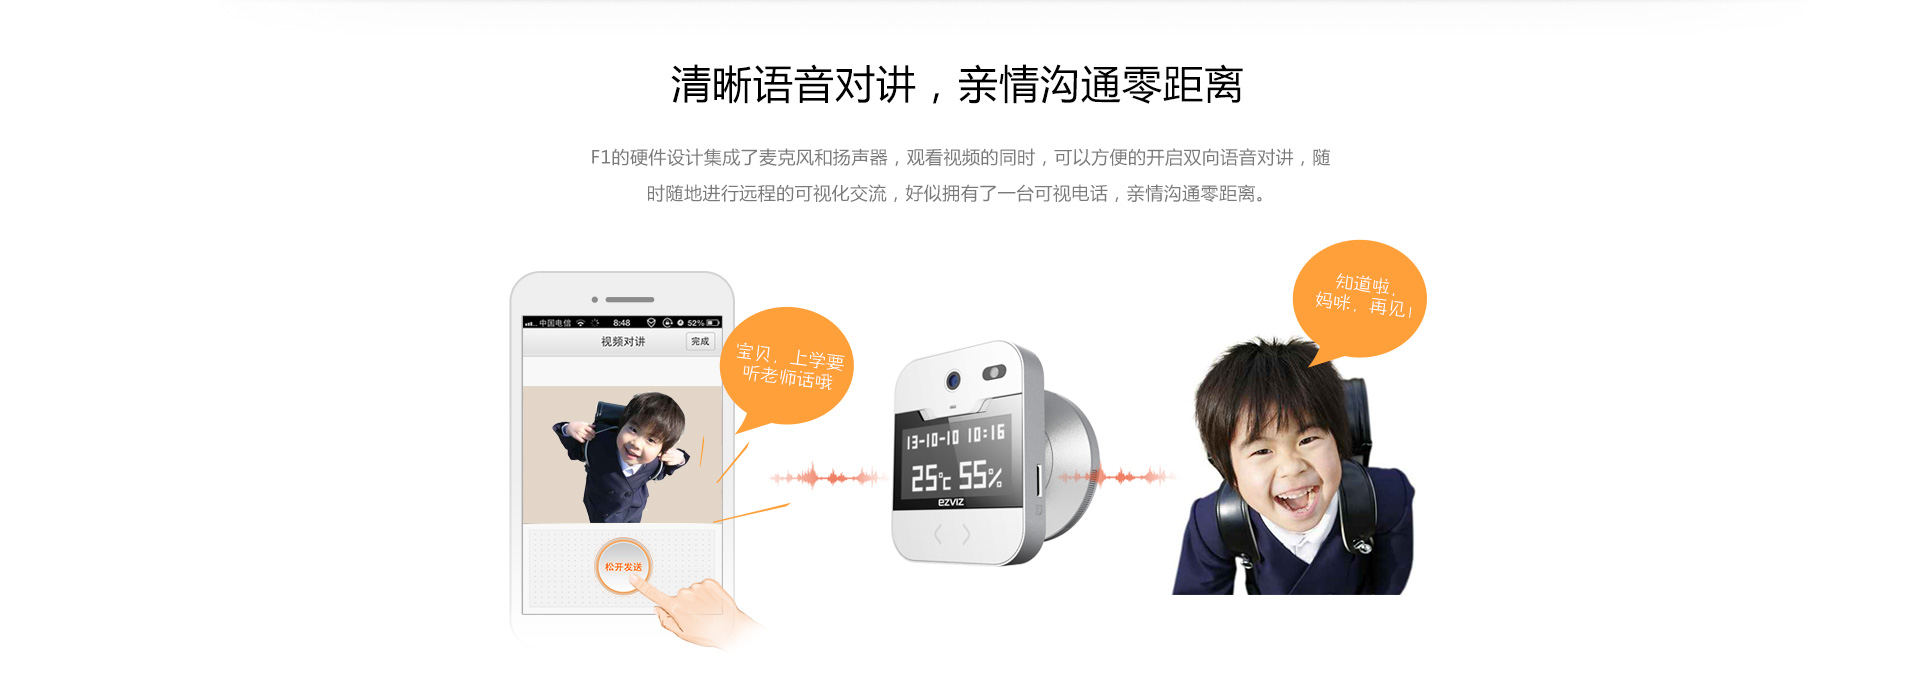 清晰语音对讲，亲情沟通零距离
F1的硬件设计集成了麦克风和扬声器，观看视频的同时，可以方便的开启双向语音对讲，随
时随地进行远程的可视化交流，好似拥有了一台可视电话，亲情沟通零距离。
中国电信 8:48 52%
视频对讲 完成
宝贝，上学要
听老师话哦
松开发送
13-10-10 10:16
25℃ 55%
EZVIZ
知道啦，
妈咪，再见！